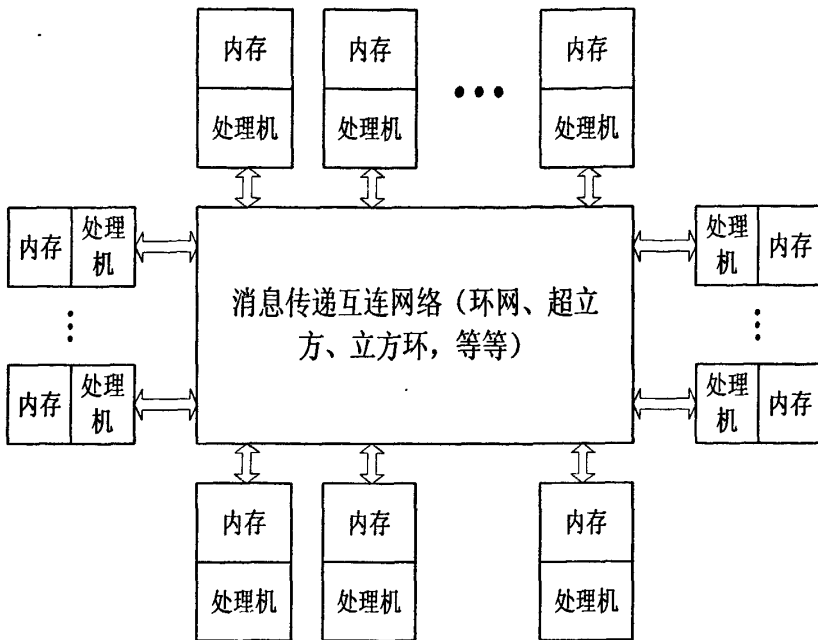 内存 内存 内存
处理机 处理机 处理机
内存 处理 处理 内存
机 机
消息传递互连网络（环网、超立
方、立方环，等等）
内存 处理 处理 内存
机 机
内存 内存 内存
处理机 处理机 处理机